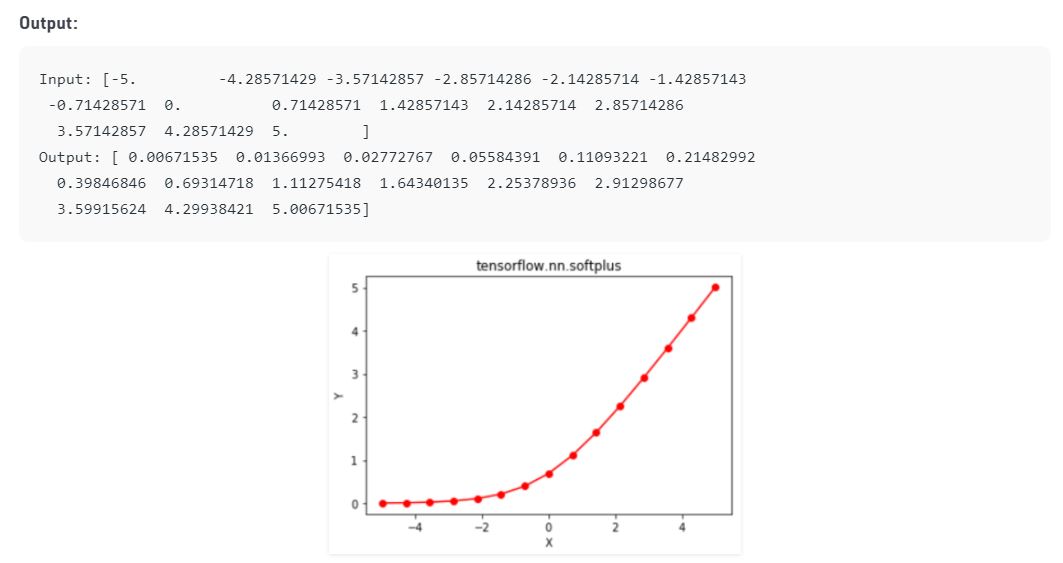 Output:
Input: [-5.         -4.28571429 -3.57142857 -2.85714286 -2.14285714 -1.42857143
 -0.71428571  0.          0.71428571  1.42857143  2.14285714  2.85714286
  3.57142857  4.28571429  5.        ]
Output: [ 0.00671535  0.01366993  0.02772767  0.05584391  0.11093221  0.21482992
  0.39846846  0.69314718  1.11275418  1.64340135  2.25378936  2.91298677
  3.59915624  4.29938421  5.00671535]
tensorflow.nn.softplus
5
4
3
2
1
0
Y
−4 −2 0 2 4
X